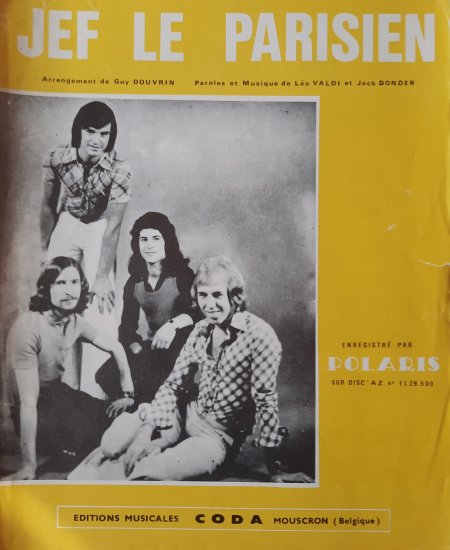 JEF LE PARISIEN
Arrangement de Guy DOUVRIN Paroles et Musique de Léo VALDI et Jack DONDER
ENREGISTRÉ PAR
POLARIS
SUR DISC' AZ n° EL 29.500
EDITIONS MUSICALES CODA MOUSCRON (Belgique)